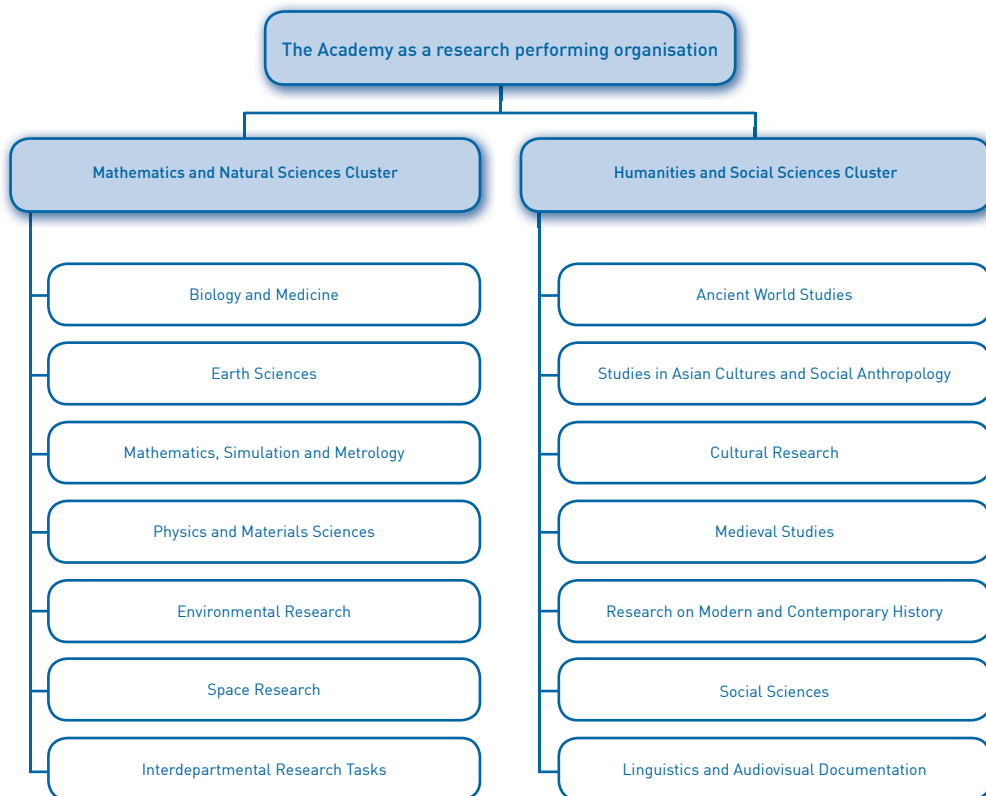 The Academy as a research performing organisation
Mathematics and Natural Sciences Cluster
Biology and Medicine
Earth Sciences
Mathematics, Simulation and Metrology
Physics and Materials Sciences
Environmental Research
Space Research
Interdepartmental Research Tasks
Humanities and Social Sciences Cluster
Ancient World Studies
Studies in Asian Cultures and Social Anthropology
Cultural Research
Medieval Studies
Research on Modern and Contemporary History
Social Sciences
Linguistics and Audiovisual Documentation